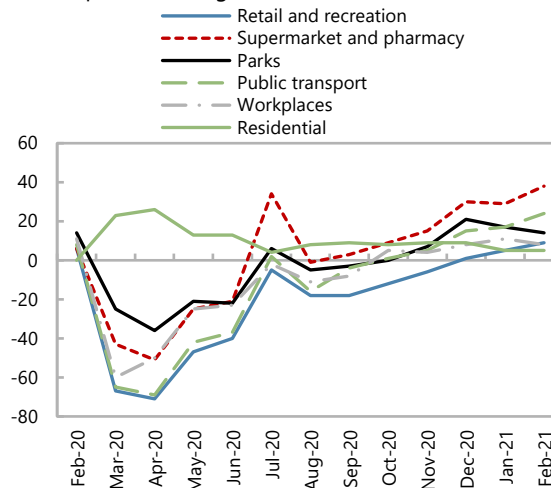 Retail and recreation
Supermarket and pharmacy
Parks
Public transport
Workplaces
Residential
60
40
20
0
-20
-40
-60
-80
Feb-20
Mar-20
Apr-20
May-20
Jun-20
Jul-20
Aug-20
Sep-20
Oct-20
Nov-20
Dec-20
Jan-21
Feb-21